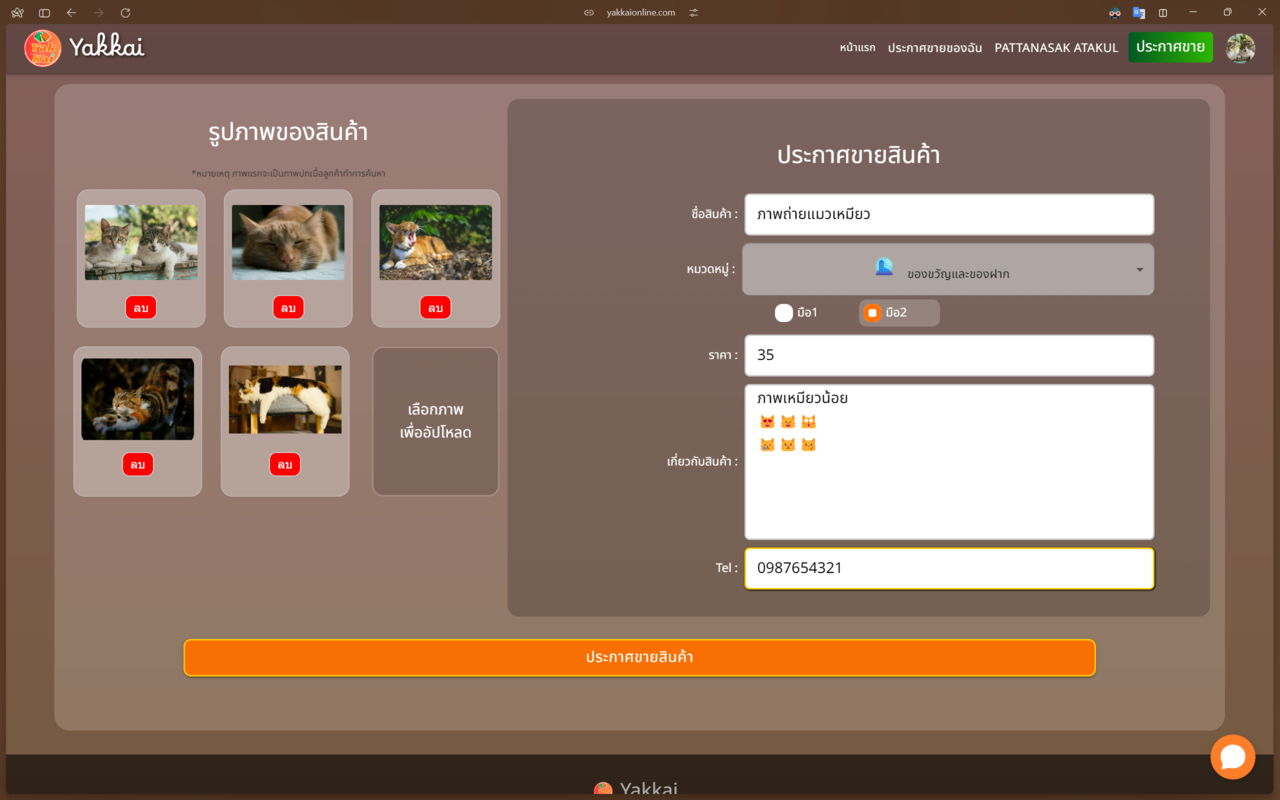 yakkaionline.com
Yak
kai
Yakkai
หน้าแรก
ประกาศขายของฉัน
PATTANASAK ATAKUL
ประกาศขาย
รูปภาพของสินค้า
*หมายเหตุ ภาพแรกจะเป็นภาพปกเมื่อลูกค้าทำการค้นหา
ลบ
ลบ
ลบ
ลบ
ลบ
เลือกภาพ
เพื่ออัปโหลด
ประกาศขายสินค้า
ชื่อสินค้า : ภาพถ่ายแมวเหมียว
หมวดหมู่ : ของขวัญและของฝาก
มือ1 มือ2
ราคา : 35
เกี่ยวกับสินค้า : ภาพเหมียวน้อย
😻 😺 🙀
😿 😾 😼
Tel : 0987654321
ประกาศขายสินค้า
Yakkai